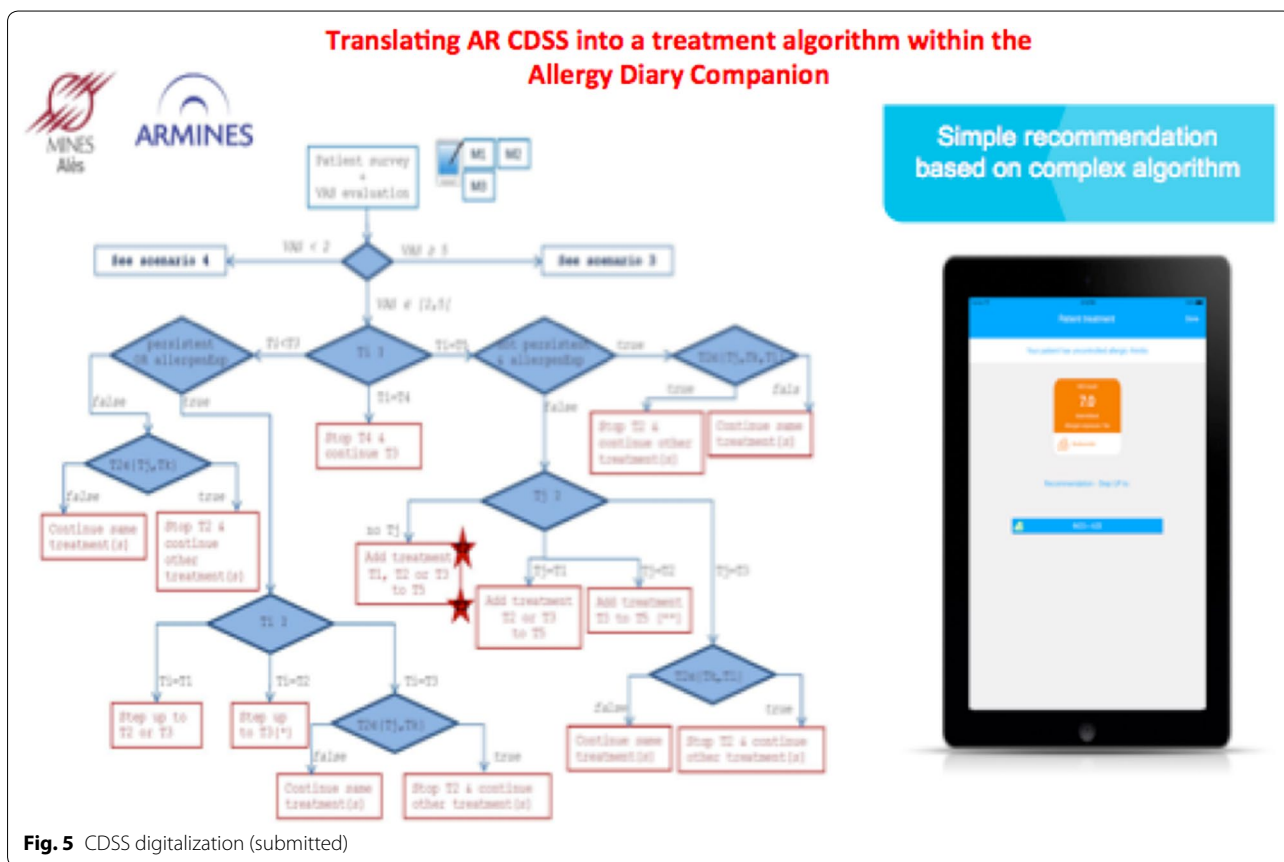 Translating AR CDSS into a treatment algorithm within the
Allergy Diary Companion
MINES
Alès
ARMINES
Simple recommendation
based on complex algorithm
Patient survey
+
VAS evaluation
M1
M2
M3
VAS < 2
VAS ≥ 5
See scenario 4
See scenario 3
VAS ∈ [2,5[
persistent
OR allergenExp
Ti<T3
Ti ?
not persistent
& allergenExp
true
false
true
Ti=T4
false
true
fals
Stop T4 &
continue T3
Stop T2 &
continue other
treatment(s)
Continue same
treatment(s)
T2∈(Tj,Tk)
false
true
Continue same
treatment(s)
Stop T2 &
continue
other
treatment(s)
Tj ?
no Tj
Tj=T1
Tj=T2
Tj=T3
Add treatment
T1, T2 or T3
to T5
Add treatment
T2 or T3
to T5
Add treatment
T3 to T5 (**)
Ti ?
Ti=T1
Ti=T2
Ti=T3
Step up to
T2 or T3
Step up
to T3(*)
T2∈(Tj,Tk)
false
true
Continue same
treatment(s)
Stop T2 & continue
other treatment(s)
false
true
Continue same
treatment(s)
Stop T2 & continue
other treatment(s)
Patient treatment
7.0
Fig. 5 CDSS digitalization (submitted)